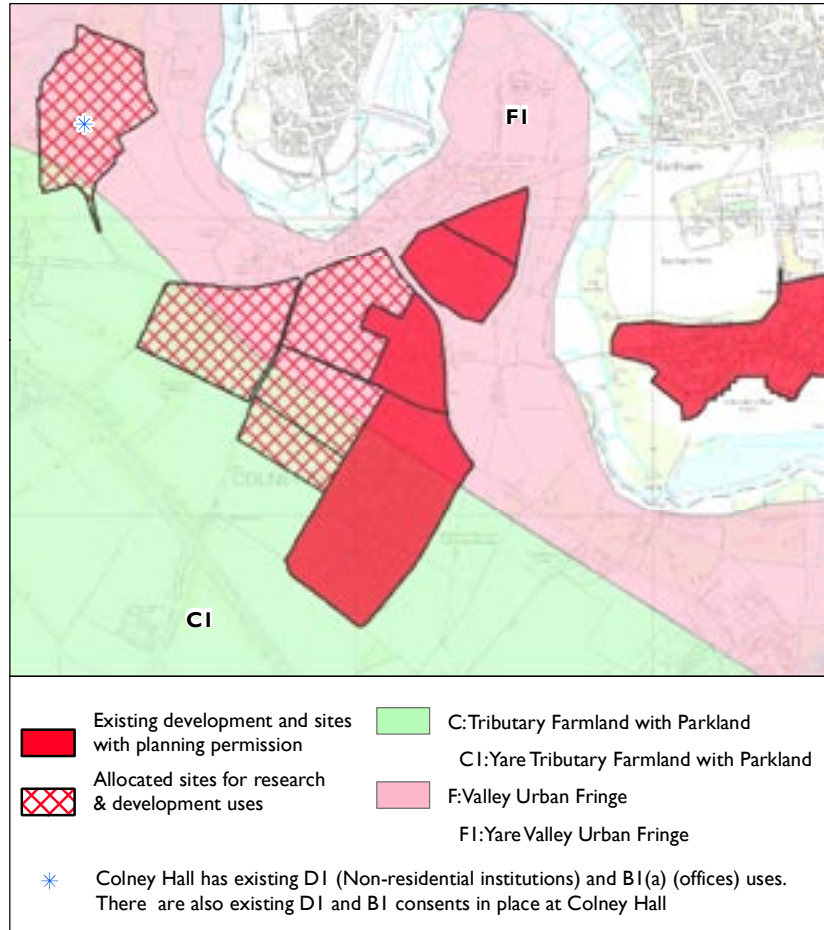 F1
C1
Existing development and sites
with planning permission
Allocated sites for research
& development uses
C: Tributary Farmland with Parkland
C1: Yare Tributary Farmland with Parkland
F: Valley Urban Fringe
F1: Yare Valley Urban Fringe
Colney Hall has existing D1 (Non-residential institutions) and B1(a) (offices) uses.
There are also existing D1 and B1 consents in place at Colney Hall